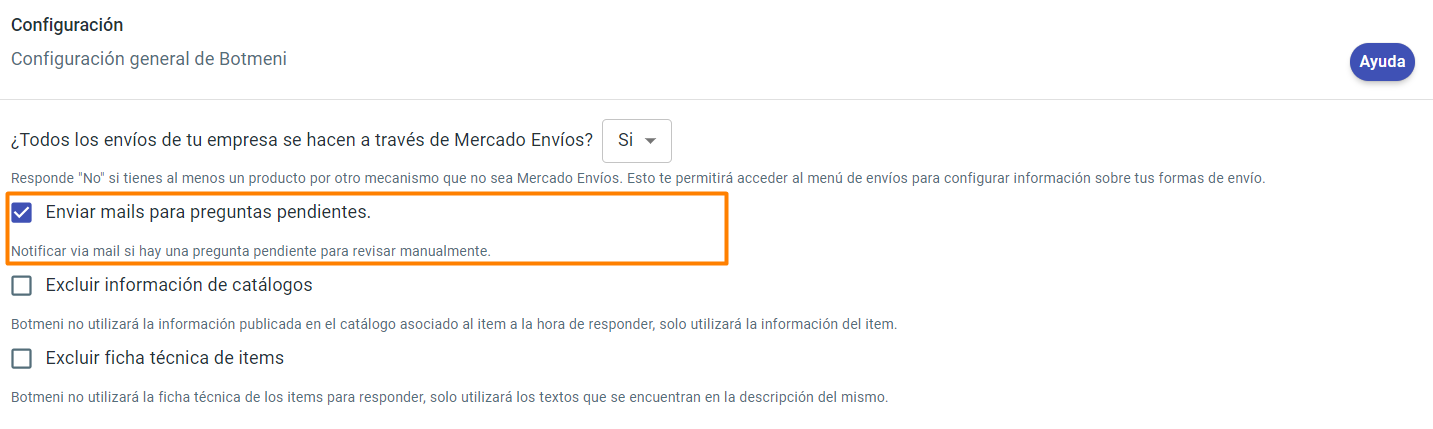 Configuración
Configuración general de Botmeni
Ayuda
¿Todos los envíos de tu empresa se hacen a través de Mercado Envíos? Si
Responde "No" si tienes al menos un producto por otro mecanismo que no sea Mercado Envíos. Esto te permitirá acceder al menú de envíos para configurar información sobre tus formas de envío.
Enviar mails para preguntas pendientes.
Notificar via mail si hay una pregunta pendiente para revisar manualmente.
Excluir información de catálogos
Botmeni no utilizará la información publicada en el catálogo asociado al item a la hora de responder, solo utilizará la información del item.
Excluir ficha técnica de items
Botmeni no utilizará la ficha técnica de los items para responder, solo utilizará los textos que se encuentran en la descripción del mismo.